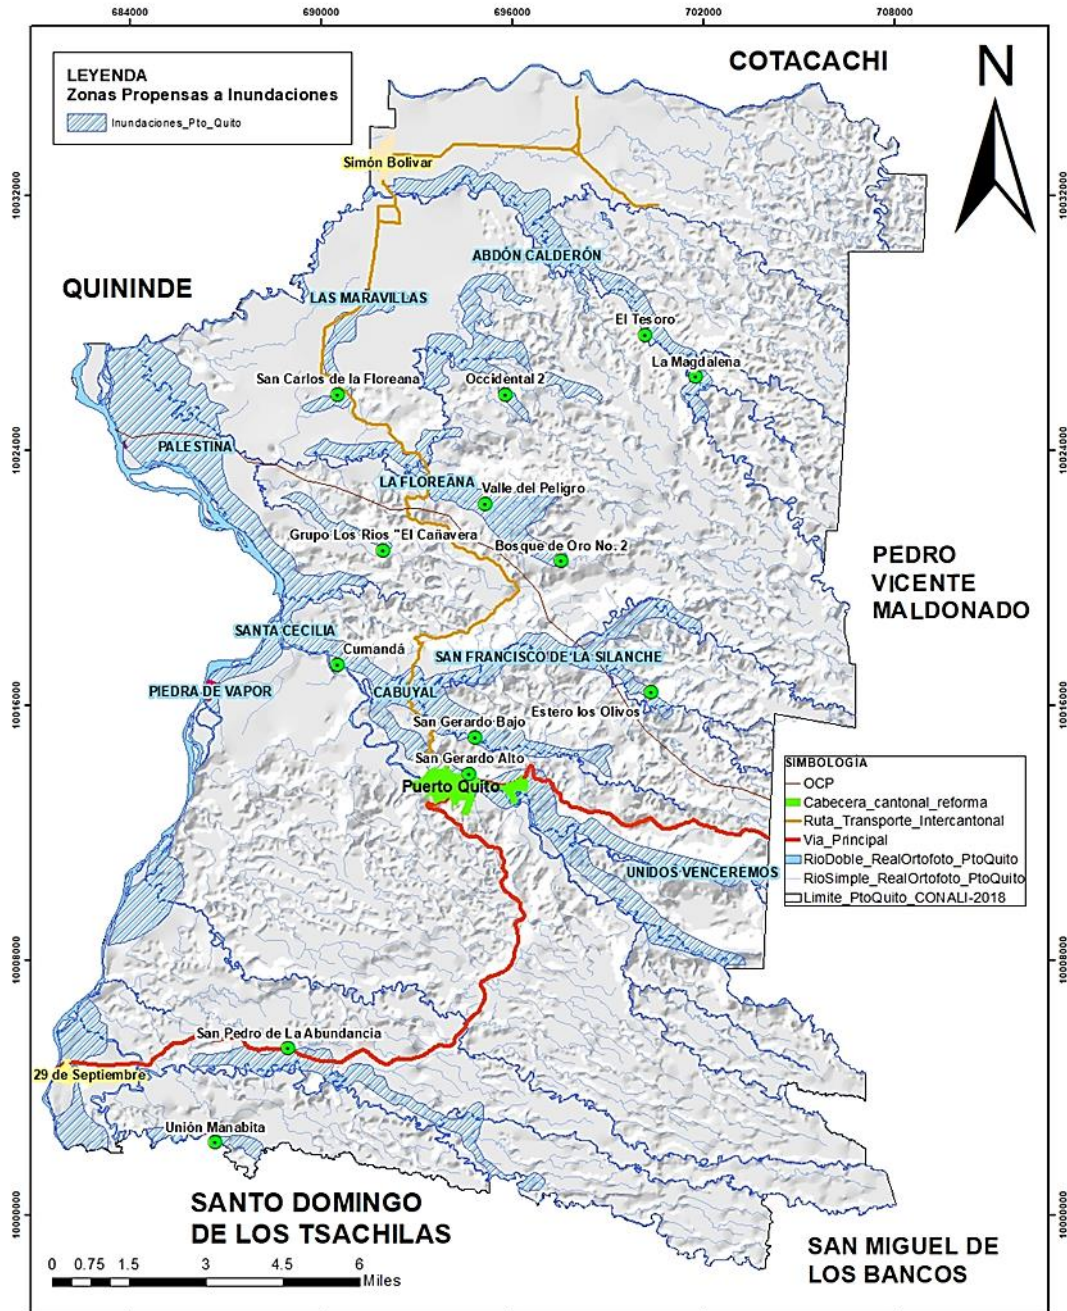 684000
690000
696000
702000
708000
COTACACHI
N
LEYENDA
Zonas Propensas a Inundaciones
Inundaciones_Pto_Quito
Simón Bolivar
10032000
10032000
ABDÓN CALDERÓN
QUININDE
LAS MARAVILLAS
El Tesoro
La Magdalena
San Carlos de la Floreana
Occidental 2
PALESTINA
10024000
10024000
LA FLOREANA
Valle del Peligro
Grupo Los Rios "El Cañavera
Bosque de Oro No. 2
PEDRO
VICENTE
MALDONADO
SANTA CECILIA
Cumandá
SAN FRANCISCO DE LA SILANCHE
PIEDRA DE VAPOR
CABUYAL
10016000
10016000
Estero los Olivos
San Gerardo Bajo
San Gerardo Alto
Puerto Quito
SIMBOLOGÍA
OCP
Cabecera_cantonal_reforma
Ruta_Transporte_Intercantonal
Via_Principal
RioDoble_RealOrtofoto_PtoQuito
RioSimple_RealOrtofoto_PtoQuito
Limite_PtoQuito_CONALI-2018
UNIDOS VENCEREMOS
10008000
10008000
San Pedro de La Abundancia
29 de Septiembre
Unión Manabita
SANTO DOMINGO
DE LOS TSACHILAS
10000000
10000000
SAN MIGUEL DE
LOS BANCOS
0 0.75 1.5 3 4.5 6
Miles